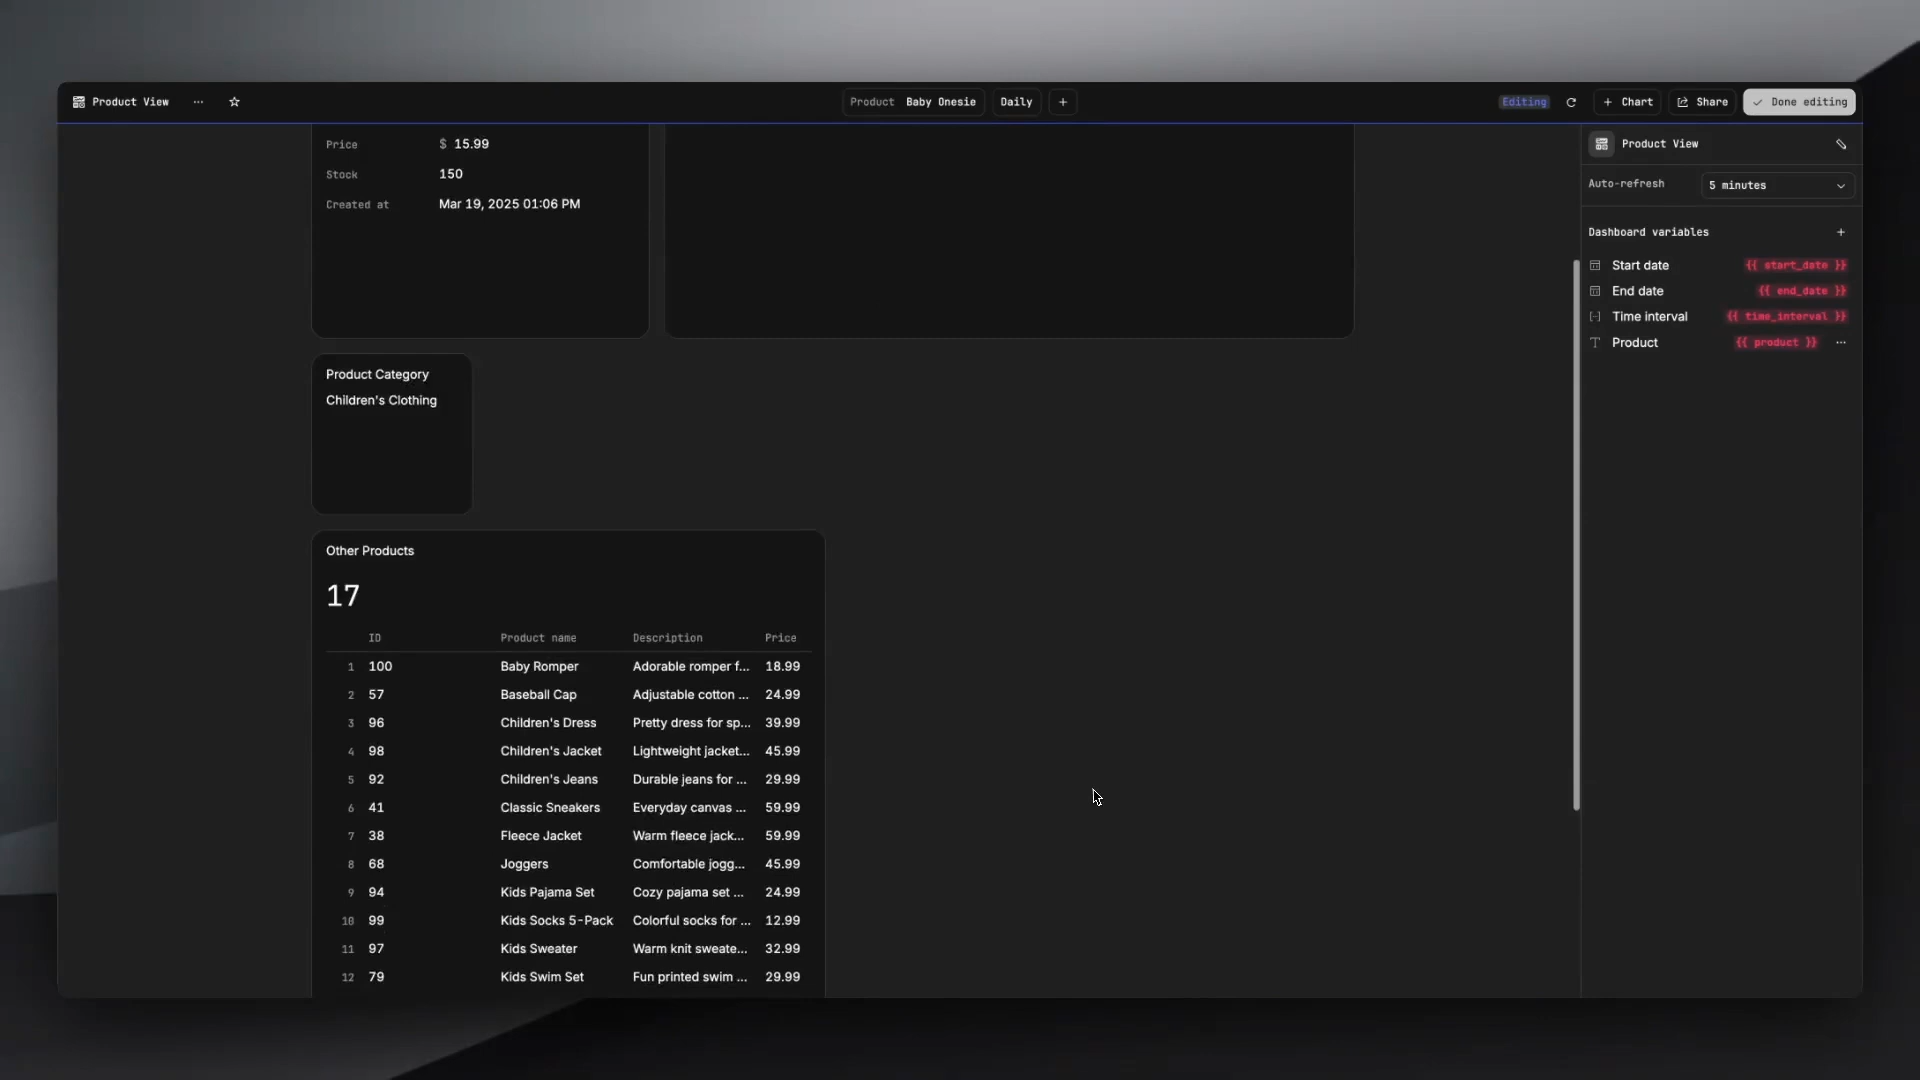 Product View
Product Baby Onesie
Daily
Editing
Chart
Share
Done editing
Price $ 15.99
Stock 150
Created at Mar 19, 2025 01:06 PM
Product Category
Children's Clothing
Other Products
17
ID Product name Description Price
1 100 Baby Romper Adorable romper f... 18.99
2 57 Baseball Cap Adjustable cotton ... 24.99
3 96 Children's Dress Pretty dress for sp... 39.99
4 98 Children's Jacket Lightweight jacket... 45.99
5 92 Children's Jeans Durable jeans for ... 29.99
6 41 Classic Sneakers Everyday canvas ... 59.99
7 38 Fleece Jacket Warm fleece jack... 59.99
8 68 Joggers Comfortable jogg... 45.99
9 94 Kids Pajama Set Cozy pajama set ... 24.99
10 99 Kids Socks 5-Pack Colorful socks for ... 12.99
11 97 Kids Sweater Warm knit sweate... 32.99
12 79 Kids Swim Set Fun printed swim ... 29.99
Product View
Auto-refresh 5 minutes
Dashboard variables
Start date {{ start_date }}
End date {{ end_date }}
Time interval {{ time_interval }}
Product {{ product }}